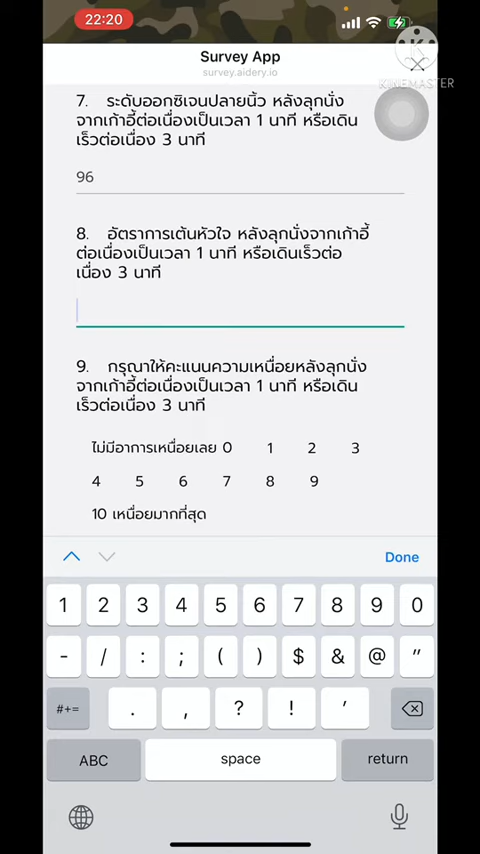 22:20
Survey App
survey.aidery.io
KINEMASTER
7. ระดับออกซิเจนปลายนิ้ว หลังลุกนั่ง
จากเก้าอี้ต่อเนื่องเป็นเวลา 1 นาที หรือเดิน
เร็วต่อเนื่อง 3 นาที
96
8. อัตราการเต้นหัวใจ หลังลุกนั่งจากเก้าอี้
ต่อเนื่องเป็นเวลา 1 นาที หรือเดินเร็วต่อ
เนื่อง 3 นาที
9. กรุณาให้คะแนนความเหนื่อยหลังลุกนั่ง
จากเก้าอี้ต่อเนื่องเป็นเวลา 1 นาที หรือเดิน
เร็วต่อเนื่อง 3 นาที
ไม่มีอาการเหนื่อยเลย 0 1 2 3
4 5 6 7 8 9
10 เหนื่อยมากที่สุด
Done
1 2 3 4 5 6 7 8 9 0
- / : ; ( ) $ & @ "
#+= . , ? ! '
ABC space return